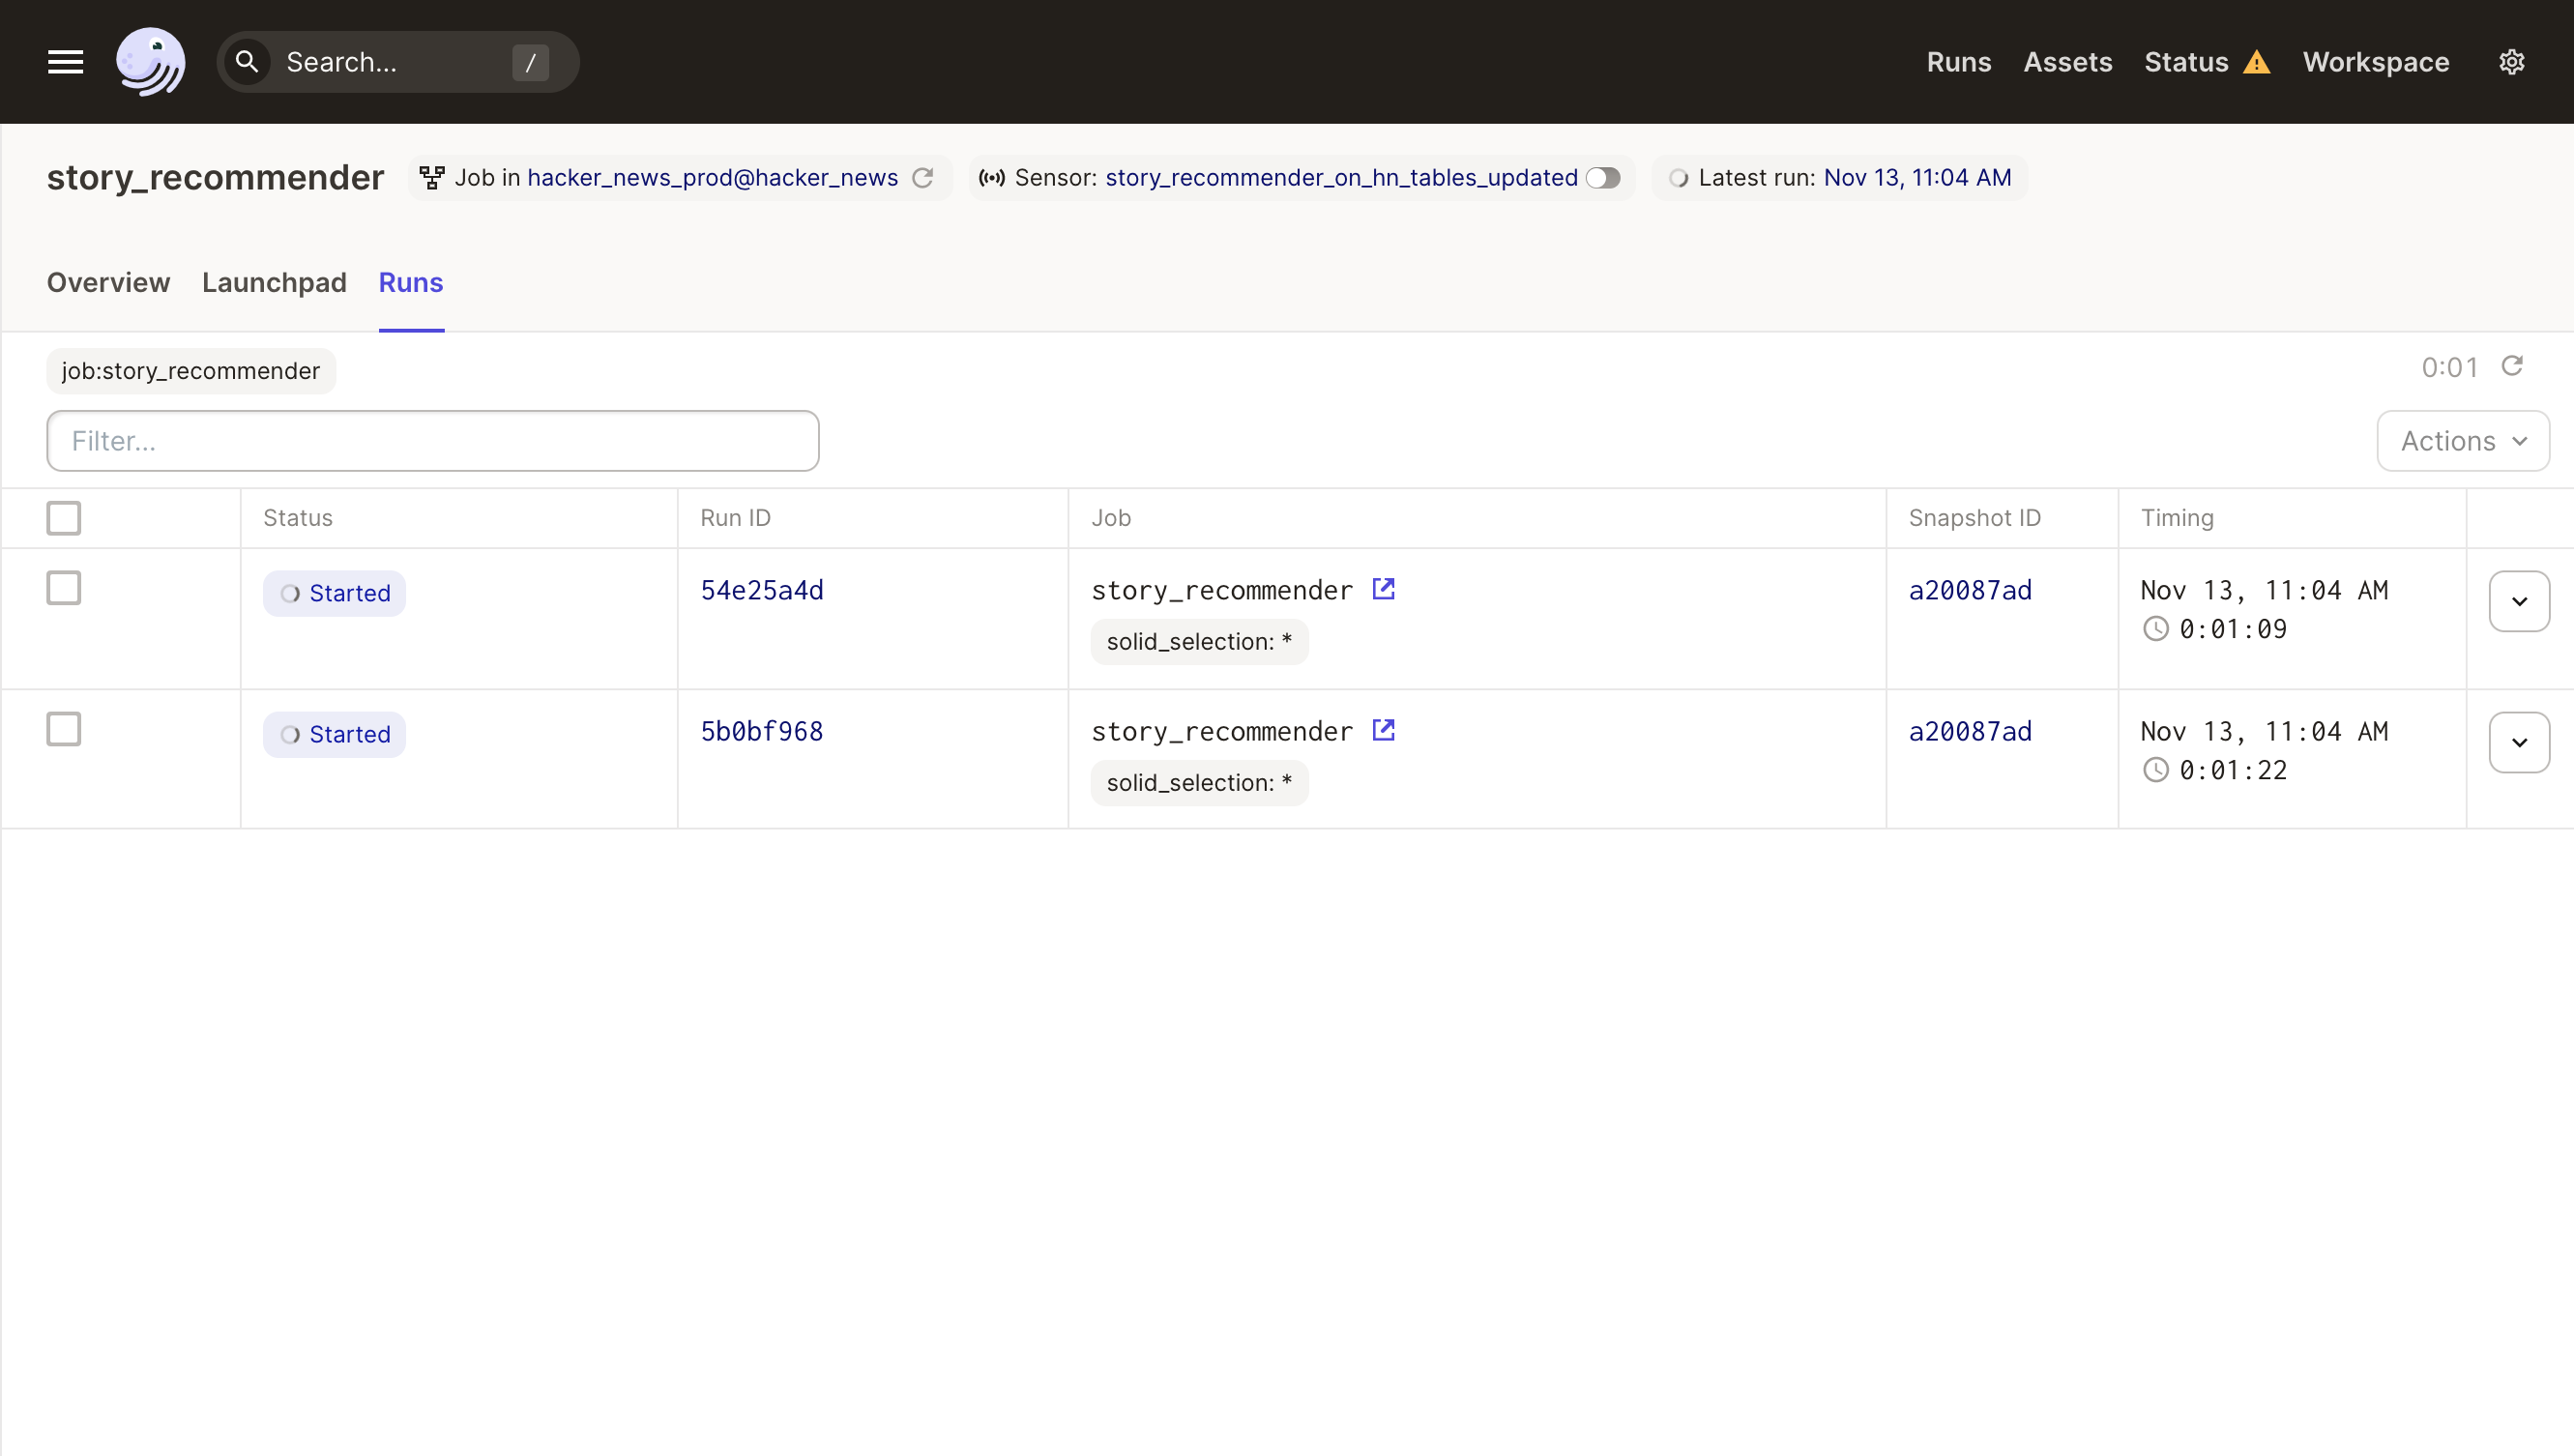 Search... /
Runs Assets Status Workspace
story_recommender Job in hacker_news_prod@hacker_news Sensor: story_recommender_on_hn_tables_updated Latest run: Nov 13, 11:04 AM
Overview Launchpad Runs
job:story_recommender 0:01
Filter... Actions
Status Run ID Job Snapshot ID Timing
Started 54e25a4d story_recommender a20087ad Nov 13, 11:04 AM
solid_selection: * 0:01:09
Started 5b0bf968 story_recommender a20087ad Nov 13, 11:04 AM
solid_selection: * 0:01:22